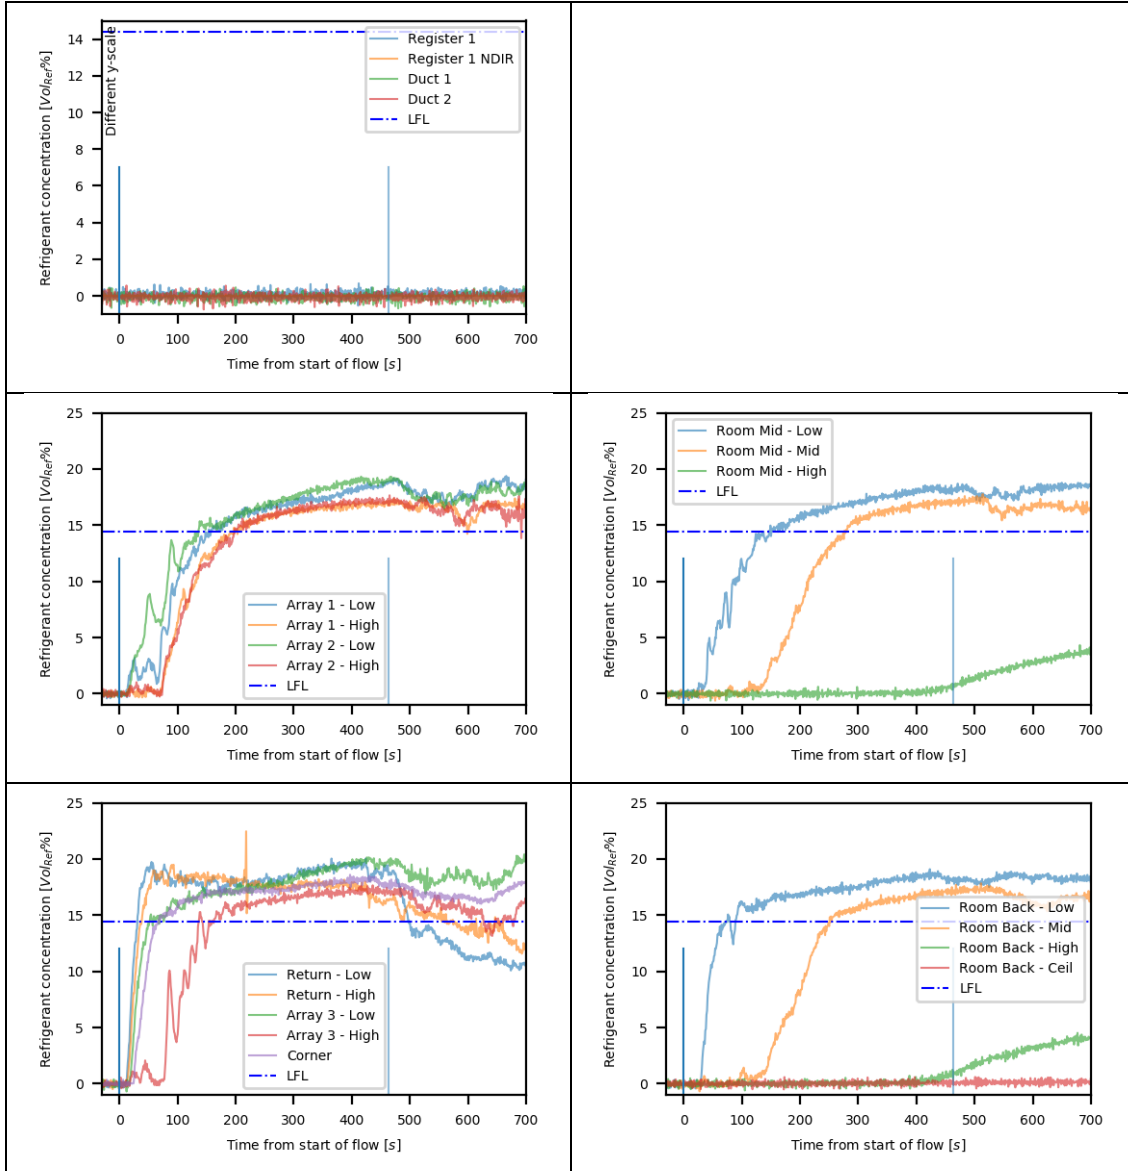 Refrigerant concentration [Vol_Ref%]
Different y-scale
14
12
10
8
6
4
2
0
Register 1
Register 1 NDIR
Duct 1
Duct 2
LFL
0 100 200 300 400 500 600 700
Time from start of flow [s]
Refrigerant concentration [Vol_Ref%]
25
20
15
10
5
0
Array 1 - Low
Array 1 - High
Array 2 - Low
Array 2 - High
LFL
0 100 200 300 400 500 600 700
Time from start of flow [s]
Refrigerant concentration [Vol_Ref%]
25
20
15
10
5
0
Room Mid - Low
Room Mid - Mid
Room Mid - High
LFL
0 100 200 300 400 500 600 700
Time from start of flow [s]
Refrigerant concentration [Vol_Ref%]
25
20
15
10
5
0
Return - Low
Return - High
Array 3 - Low
Array 3 - High
Corner
LFL
0 100 200 300 400 500 600 700
Time from start of flow [s]
Refrigerant concentration [Vol_Ref%]
25
20
15
10
5
0
Room Back - Low
Room Back - Mid
Room Back - High
Room Back - Ceil
LFL
0 100 200 300 400 500 600 700
Time from start of flow [s]